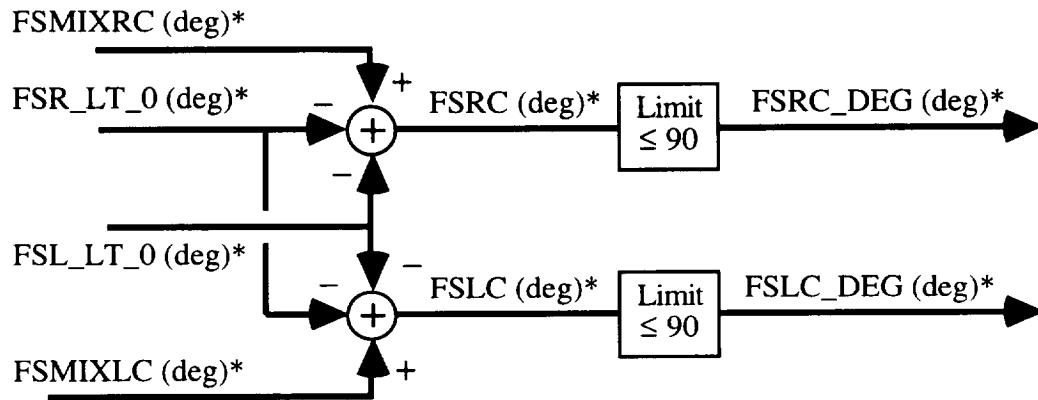 FSMIXRC (deg)*
+
FSR_LT_0 (deg)*
−
+
FSRC (deg)*
Limit
≤ 90
FSRC_DEG (deg)*
−
FSL_LT_0 (deg)*
−
−
+
FSLC (deg)*
Limit
≤ 90
FSLC_DEG (deg)*
FSMIXLC (deg)*
+